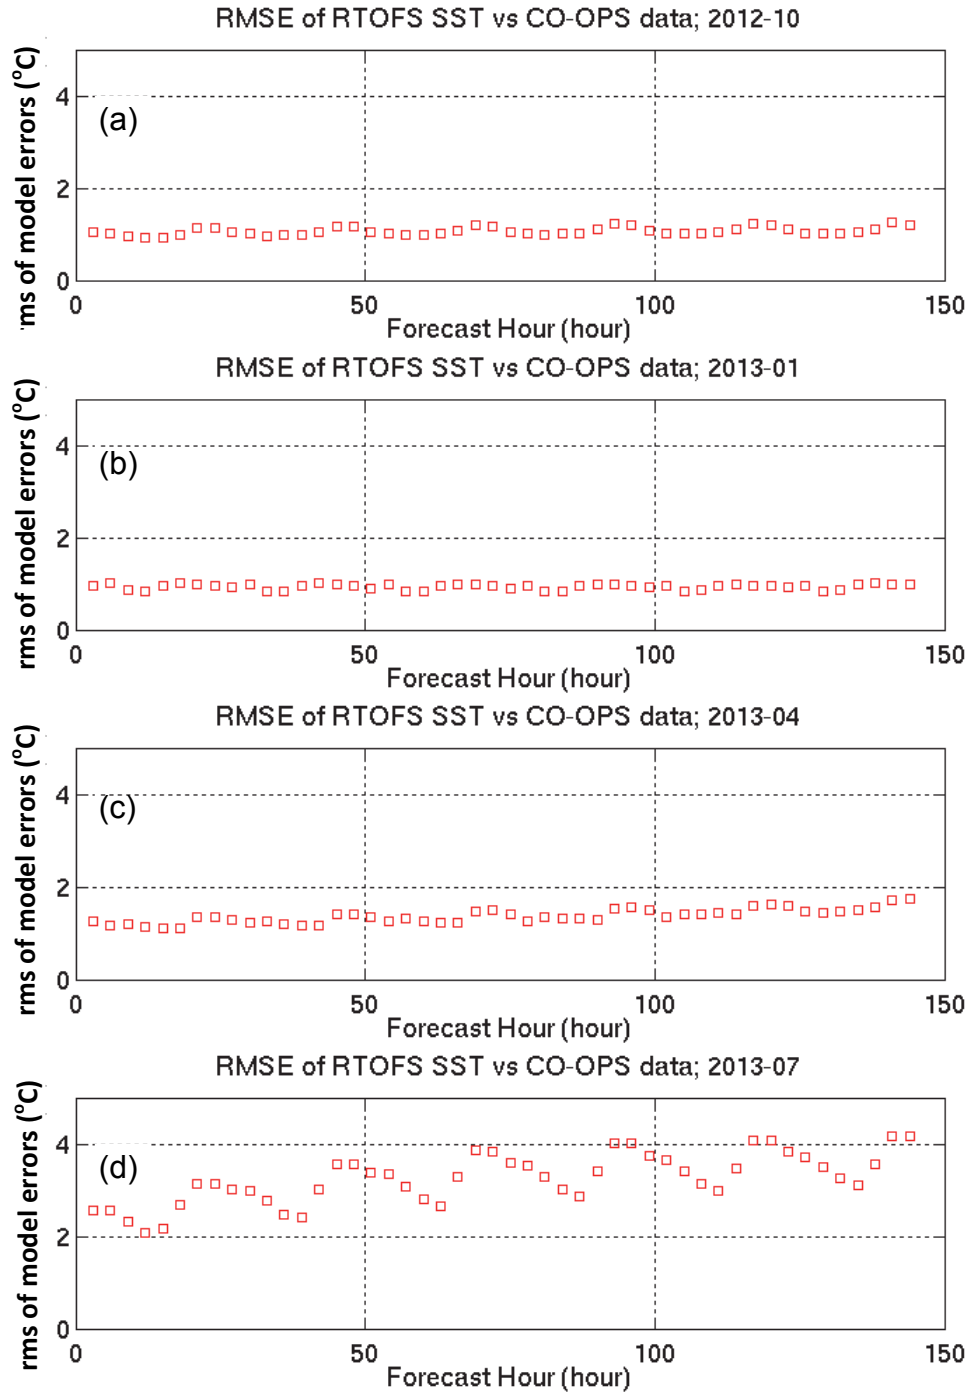 RMSE of RTOFS SST vs CO-OPS data; 2012-10
rms of model errors (°C)
(a)
4
2
0
0 50 100 150
Forecast Hour (hour)
RMSE of RTOFS SST vs CO-OPS data; 2013-01
rms of model errors (°C)
(b)
4
2
0
0 50 100 150
Forecast Hour (hour)
RMSE of RTOFS SST vs CO-OPS data; 2013-04
rms of model errors (°C)
(c)
4
2
0
0 50 100 150
Forecast Hour (hour)
RMSE of RTOFS SST vs CO-OPS data; 2013-07
rms of model errors (°C)
(d)
4
2
0
0 50 100 150
Forecast Hour (hour)